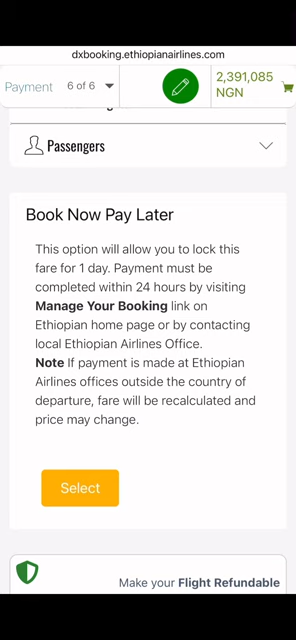 dxbooking.ethiopianairlines.com
Payment 6 of 6
2,391,085
NGN
Passengers
Book Now Pay Later
This option will allow you to lock this
fare for 1 day. Payment must be
completed within 24 hours by visiting
Manage Your Booking link on
Ethiopian home page or by contacting
local Ethiopian Airlines Office.
Note If payment is made at Ethiopian
Airlines offices outside the country of
departure, fare will be recalculated and
price may change.
Select
Make your Flight Refundable